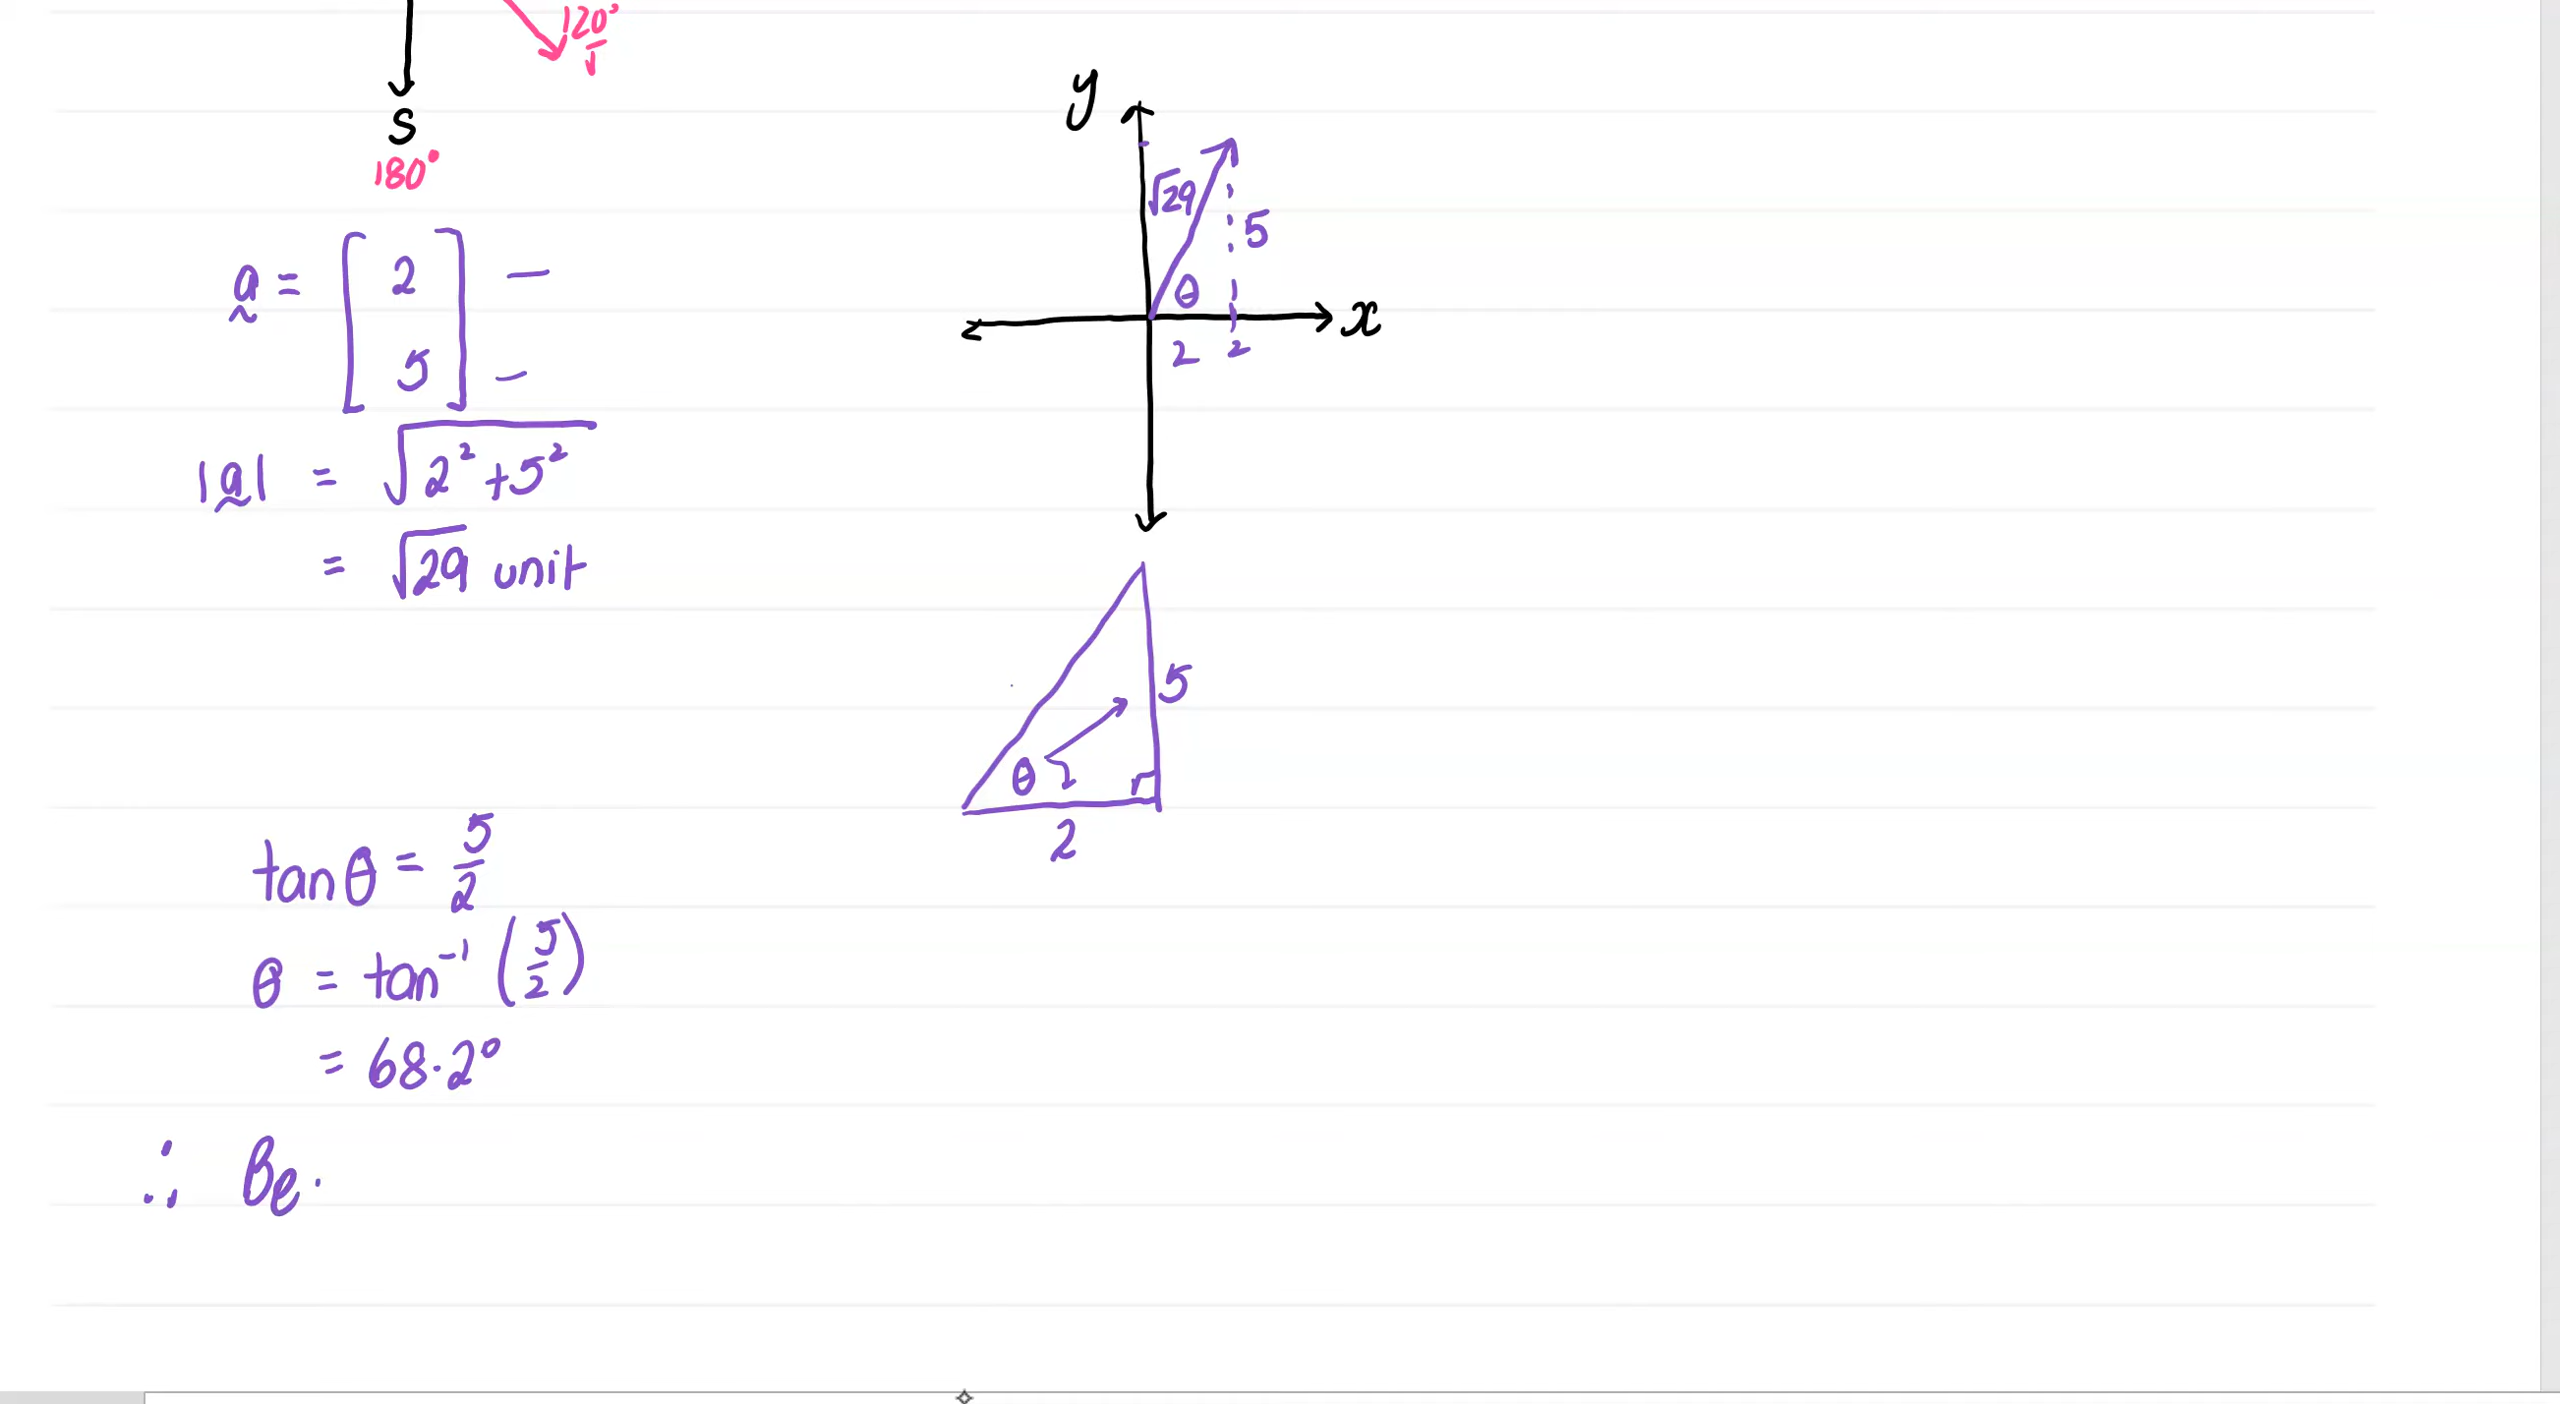 120°T
S
180°
a = [2 5]
|a| = √2² + 5²
= √29 unit
tanθ = 5/2
θ = tan⁻¹ (5/2)
= 68.2°
∴ Be.
y
√29
5
θ
x
2 2
5
θ
2